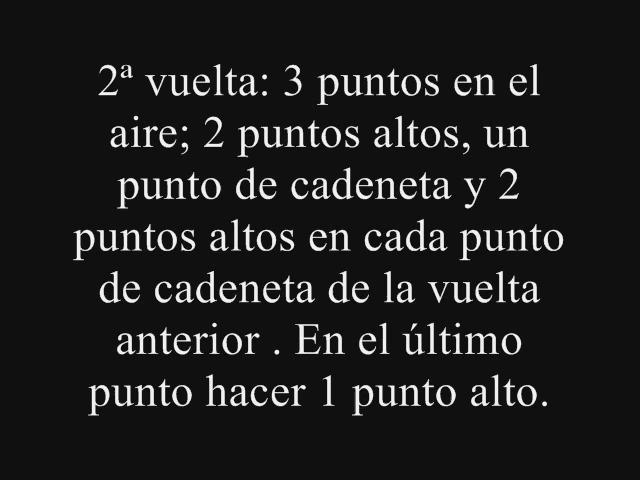 2ª vuelta: 3 puntos en el
aire; 2 puntos altos, un
punto de cadeneta y 2
puntos altos en cada punto
de cadeneta de la vuelta
anterior . En el último
punto hacer 1 punto alto.